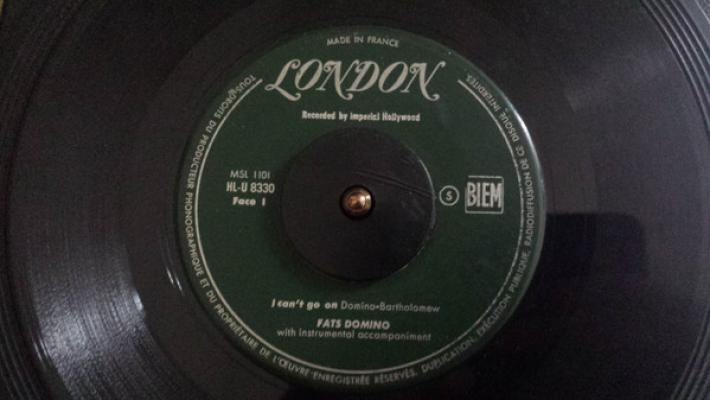 MADE IN FRANCE
LONDON
Recorded by Imperial Hollywood
MSL 1101
HL-U 8330
Face 1
S
BIEM
I can't go on Domino-Bartholomew
FATS DOMINO
with instrumental accompaniment
TOUS DROITS DU PRODUCTEUR PHONOGRAPHIQUE ET DU PROPRIÉTAIRE DE L'ŒUVRE ENREGISTRÉE RÉSERVÉS. DUPLICATION, EXÉCUTION PUBLIQUE, RADIODIFFUSION DE CE DISQUE INTERDITES.